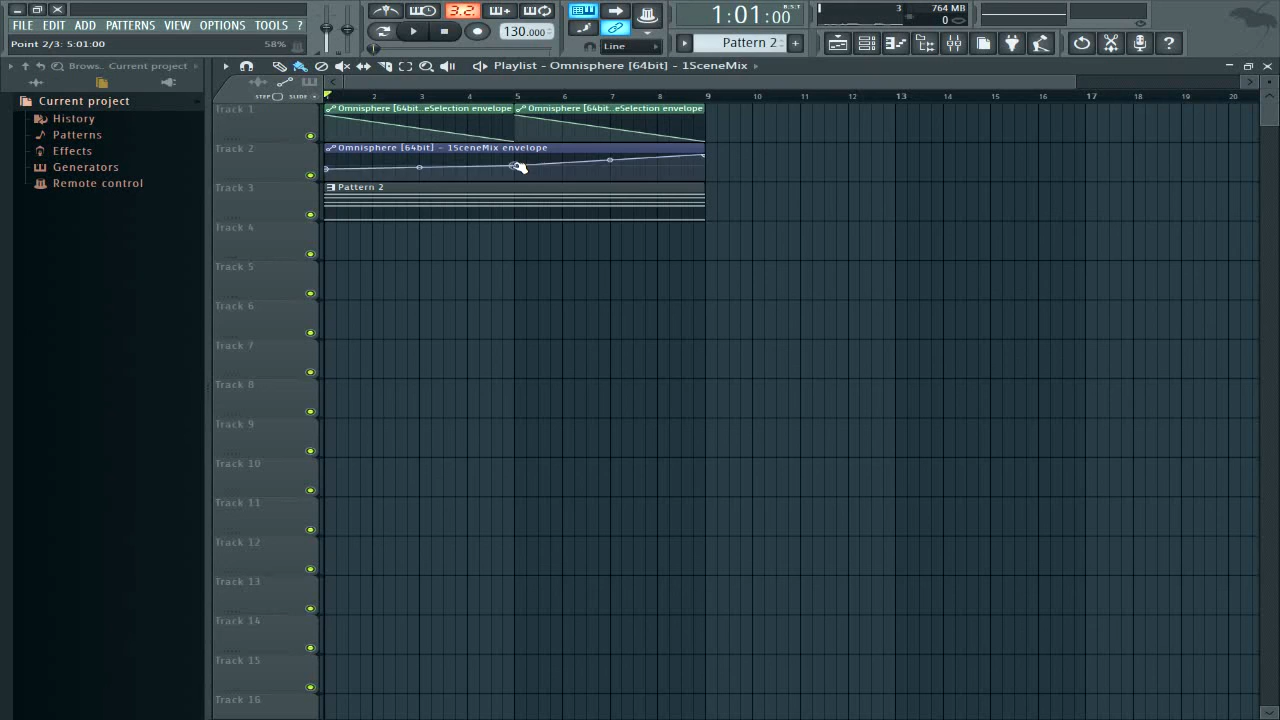 FILE EDIT ADD PATTERNS VIEW OPTIONS TOOLS ?
Point 2/3: 5:01:00 58%
3.2
130.000
Line
1:01:00
Pattern 2
3
764 MB
0
Brows.. Current project
Playlist - Omnisphere [64bit] - 1SceneMix
Current project
History
Patterns
Effects
Generators
Remote control
STEP SLIDE
2 3 4 5 6 7 8 9 10 11 12 13 14 15 16 17 18 19 20
Track 1
Omnisphere [64bit..eSelection envelope
Omnisphere [64bit..eSelection envelope
Track 2
Omnisphere [64bit] - 1SceneMix envelope
Track 3
Pattern 2
Track 4
Track 5
Track 6
Track 7
Track 8
Track 9
Track 10
Track 11
Track 12
Track 13
Track 14
Track 15
Track 16